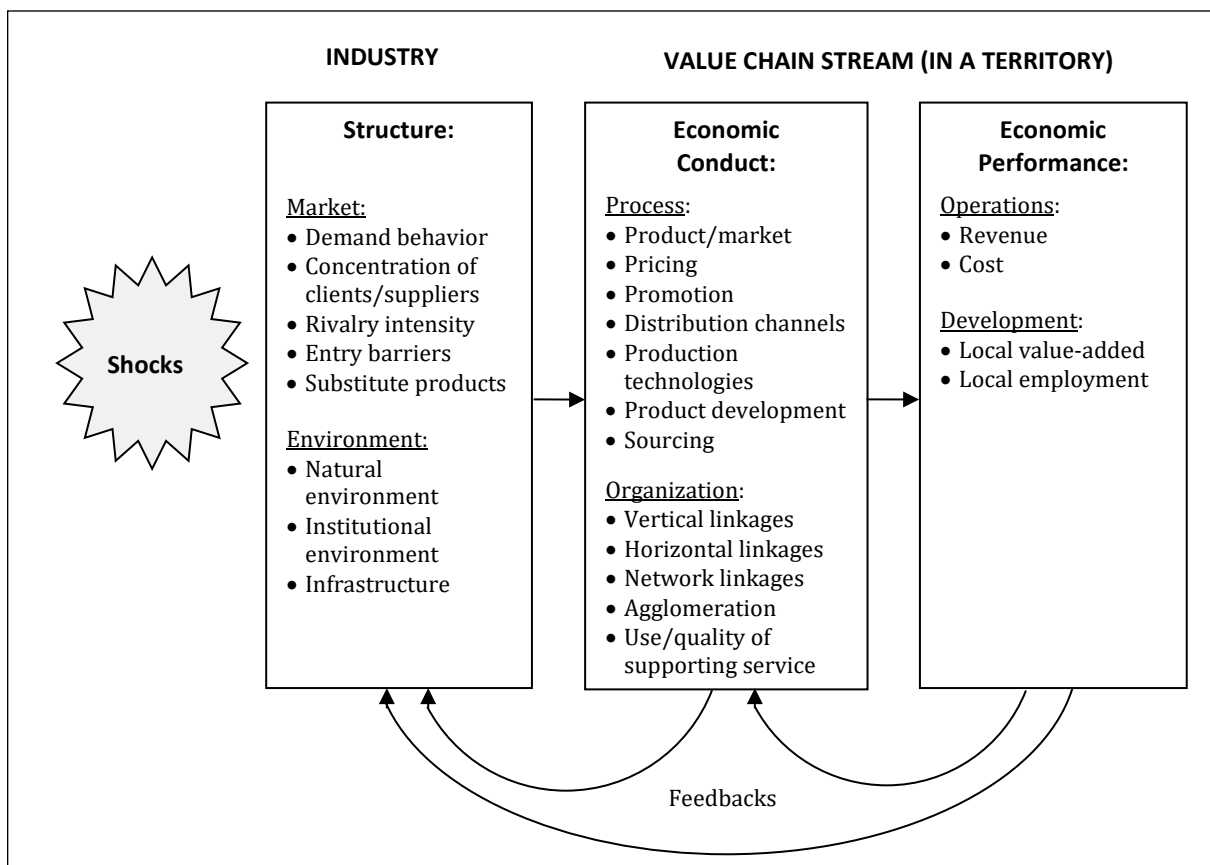 INDUSTRY
VALUE CHAIN STREAM (IN A TERRITORY)
Shocks
Structure:
Market:
• Demand behavior
• Concentration of
clients/suppliers
• Rivalry intensity
• Entry barriers
• Substitute products
Environment:
• Natural
environment
• Institutional
environment
• Infrastructure
Economic
Conduct:
Process:
• Product/market
• Pricing
• Promotion
• Distribution channels
• Production
technologies
• Product development
• Sourcing
Organization:
• Vertical linkages
• Horizontal linkages
• Network linkages
• Agglomeration
• Use/quality of
supporting service
Economic
Performance:
Operations:
• Revenue
• Cost
Development:
• Local value-added
• Local employment
Feedbacks